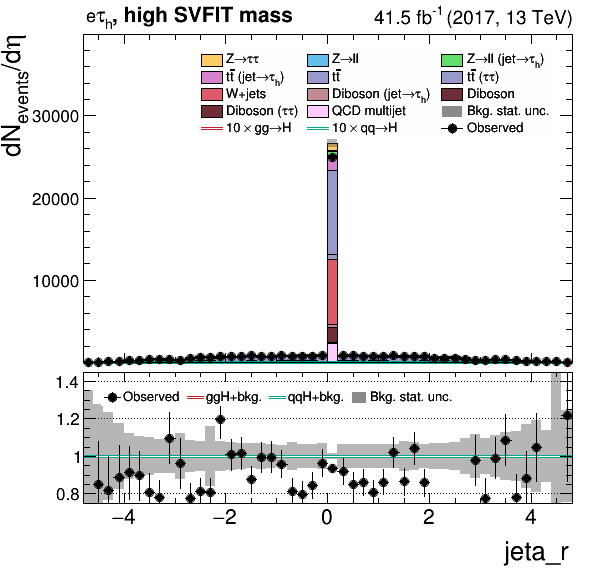 eτh, high SVFIT mass 41.5 fb⁻¹ (2017, 13 TeV)
dNevents/dη
Z→ττ Z→ll Z→ll (jet→τh)
tt̄ (jet→τh) tt̄ tt̄ (ττ)
W+jets Diboson (jet→τh) Diboson
Diboson (ττ) QCD multijet Bkg. stat. unc.
10×gg→H 10×qq→H Observed
30000
20000
10000
1.4
Observed ggH+bkg. qqH+bkg. Bkg. stat. unc.
1.2
1
0.8
−4 −2 0 2 4
jeta_r